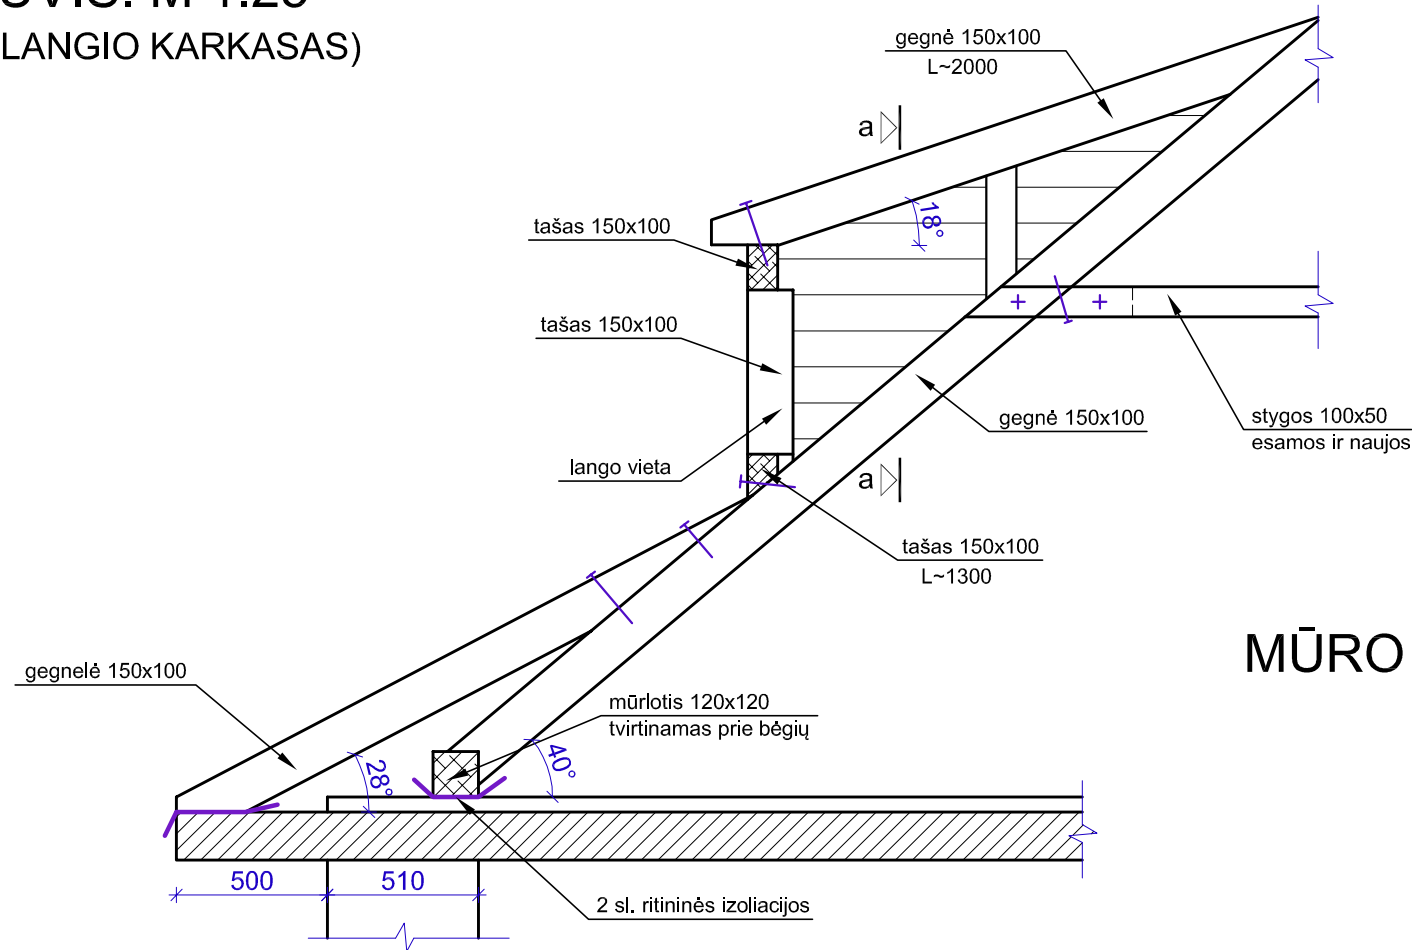 LANGIO KARKASAS)
gegnė 150x100
L~2000
a
tašas 150x100
18°
tašas 150x100
gegnė 150x100
stygos 100x50
esamos ir naujos
lango vieta
a
tašas 150x100
L~1300
MŪRO
gegnelė 150x100
mūrlotis 120x120
tvirtinamas prie bėgių
28°
40°
500
510
2 sl. ritininės izoliacijos